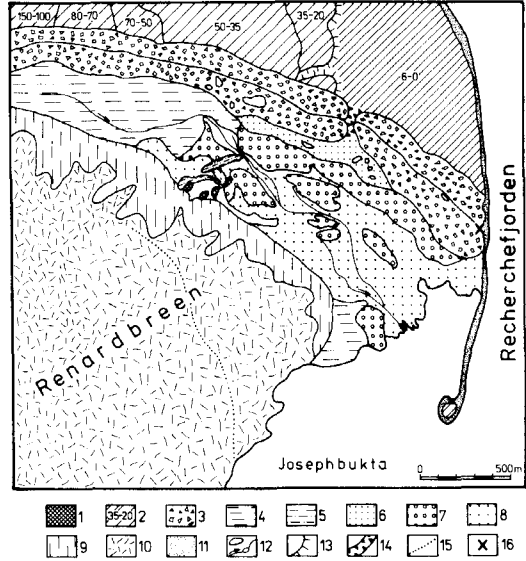 150-100
80-70
70-50
50-35
35-20
6-0
Renardbreen
Recherchefjorden
Josephbukta
0 500m
1 35-20 2 3 4 5 6 7 8
9 10 11 12 13 14 15 x 16